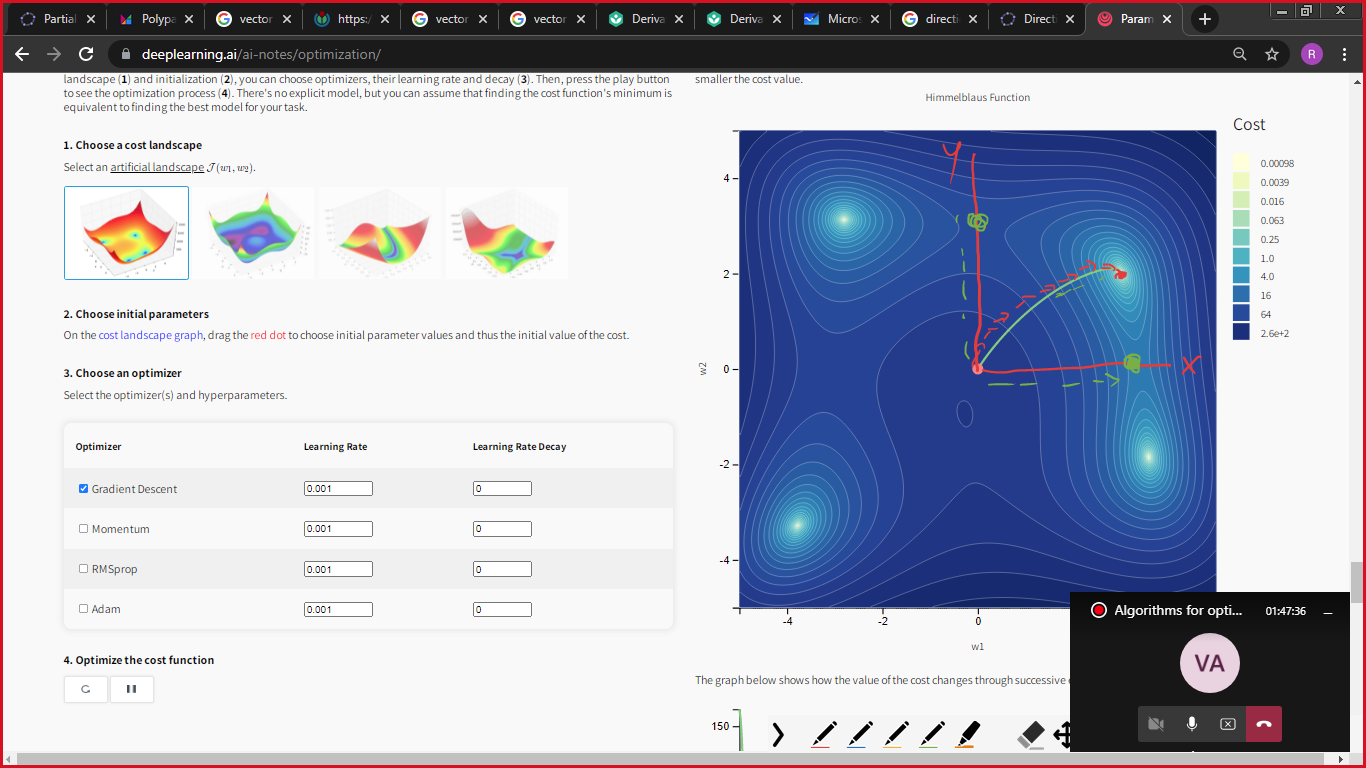 Partial
Polypa
vector
https:/
vector
vector
Deriva
Deriva
Micros
directi
Directi
Param
deeplearning.ai/ai-notes/optimization/
R
landscape (1) and initialization (2), you can choose optimizers, their learning rate and decay (3). Then, press the play button
to see the optimization process (4). There's no explicit model, but you can assume that finding the cost function's minimum is
equivalent to finding the best model for your task.
1. Choose a cost landscape
Select an artificial landscape J(w1, w2).
2. Choose initial parameters
On the cost landscape graph, drag the red dot to choose initial parameter values and thus the initial value of the cost.
3. Choose an optimizer
Select the optimizer(s) and hyperparameters.
Optimizer Learning Rate Learning Rate Decay
Gradient Descent 0.001 0
Momentum 0.001 0
RMSprop 0.001 0
Adam 0.001 0
4. Optimize the cost function
smaller the cost value.
Himmelblaus Function
Cost
0.00098
0.0039
0.016
0.063
0.25
1.0
4.0
16
64
2.6e+2
y
x
w2
4
2
0
-2
-4
-4 -2 0
w1
The graph below shows how the value of the cost changes through successive
150
Algorithms for opti... 01:47:36
VA